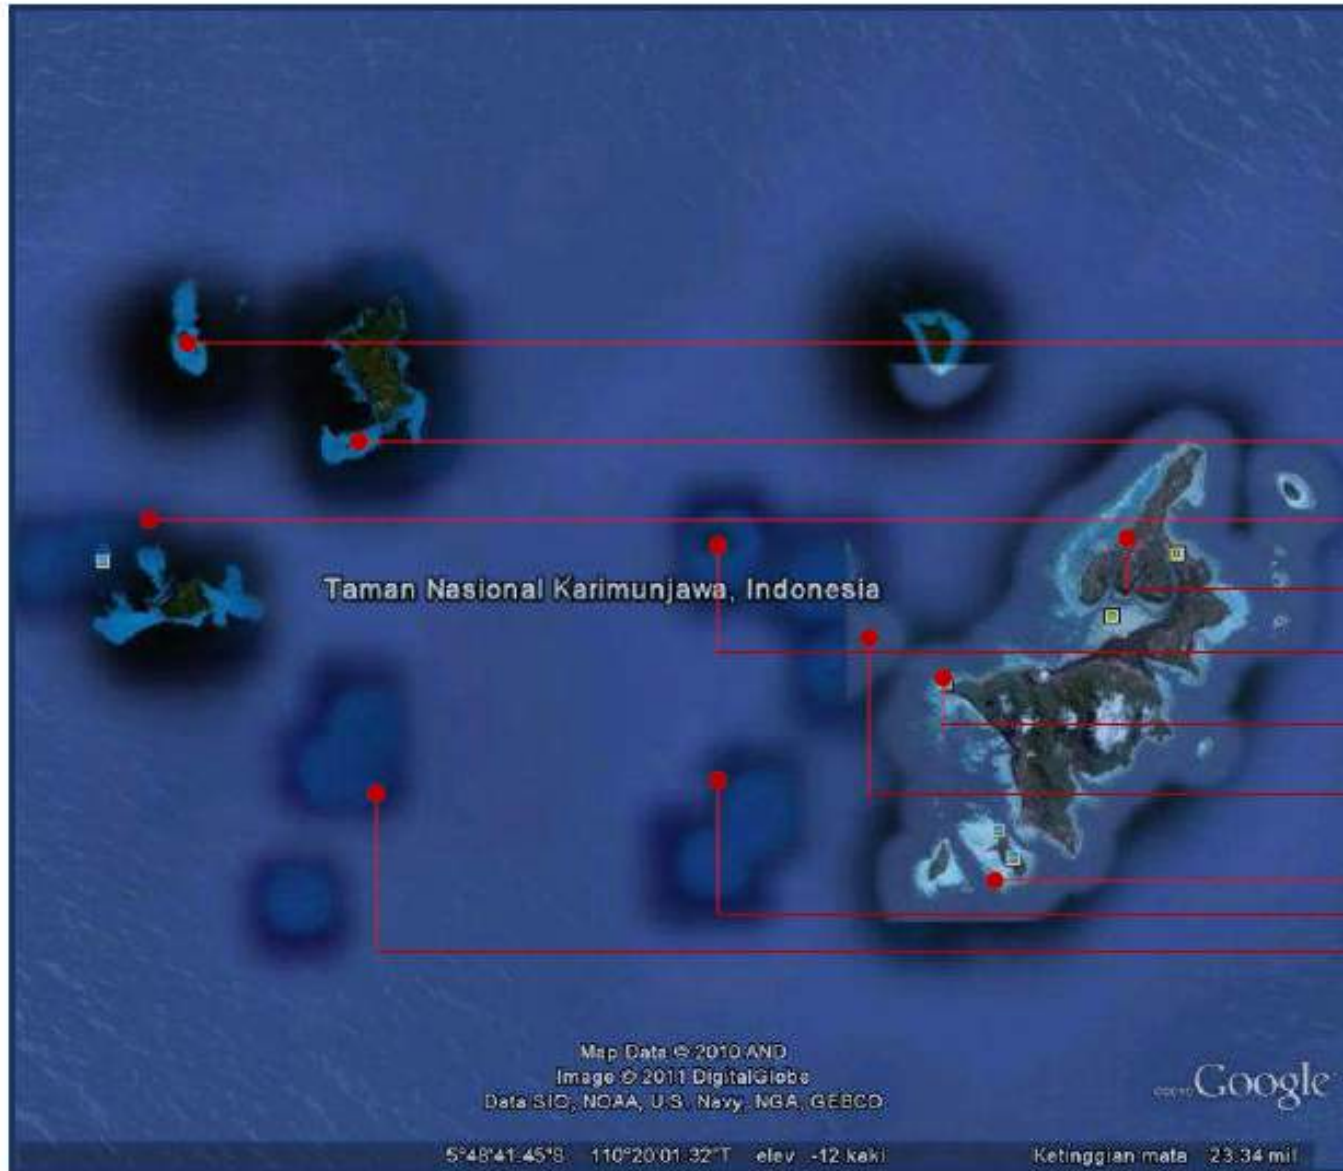 Taman Nasional Karimunjawa, Indonesia
Map Data © 2010 AND
Image © 2011 DigitalGlobe
Data SIO, NOAA, U.S. Navy, NGA, GEBCO
Google
5°48'41.45"S 110°20'01.32"T elev -12 kaki Ketinggian mata 23.34 mil